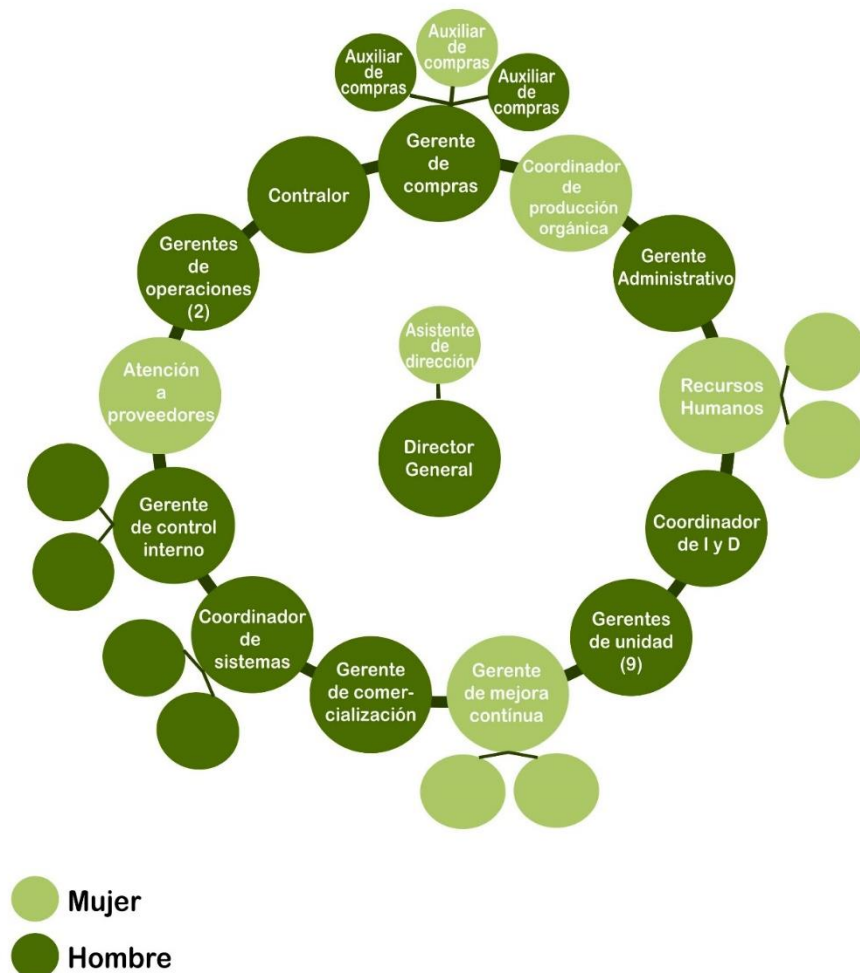 Auxiliar
de
compras
Auxiliar
de
compras
Auxiliar
de
compras
Gerente
de
compras
Coordinador
de
producción
orgánica
Contralor
Gerente
Administrativo
Gerentes
de
operaciones
(2)
Asistente
de
dirección
Atención
a
proveedores
Recursos
Humanos
Director
General
Gerente
de control
interno
Coordinador
de I y D
Coordinador
de
sistemas
Gerentes
de unidad
(9)
Gerente
de comer-
cialización
Gerente
de mejora
contínua
Mujer
Hombre